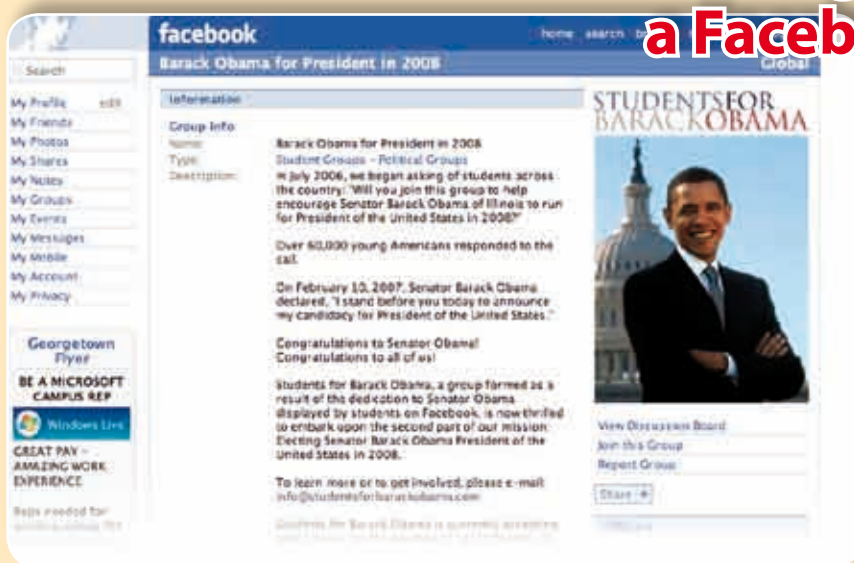 a Faceb
facebook
home search
Barack Obama for President in 2008
Global
Search
My Profile edit
My Friends
My Photos
My Shares
My Notes
My Groups
My Events
My Messages
My Mobile
My Account
My Privacy
Georgetown
Flyer
BE A MICROSOFT
CAMPUS REP
Windows Live
GREAT PAY –
AMAZING WORK
EXPERIENCE
Reps needed for
Information
Group Info
Name: Barack Obama for President in 2008
Type: Student Groups – Political Groups
Description: In July 2006, we began asking of students across
the country: "Will you join this group to help
encourage Senator Barack Obama of Illinois to run
for President of the United States in 2008?"
Over 60,000 young Americans responded to the
call.
On February 10, 2007, Senator Barack Obama
declared, "I stand before you today to announce
my candidacy for President of the United States."
Congratulations to Senator Obama!
Congratulations to all of us!
Students for Barack Obama, a group formed as a
result of the dedication to Senator Obama
displayed by students on Facebook, is now thrilled
to embark upon the second part of our mission:
Electing Senator Barack Obama President of the
United States in 2008.
To learn more or to get involved, please e-mail
info@studentsforbarackobama.com
Students for Barack Obama is currently accepting
STUDENTSFOR
BARACKOBAMA
View Discussion Board
Join this Group
Report Group
Share +